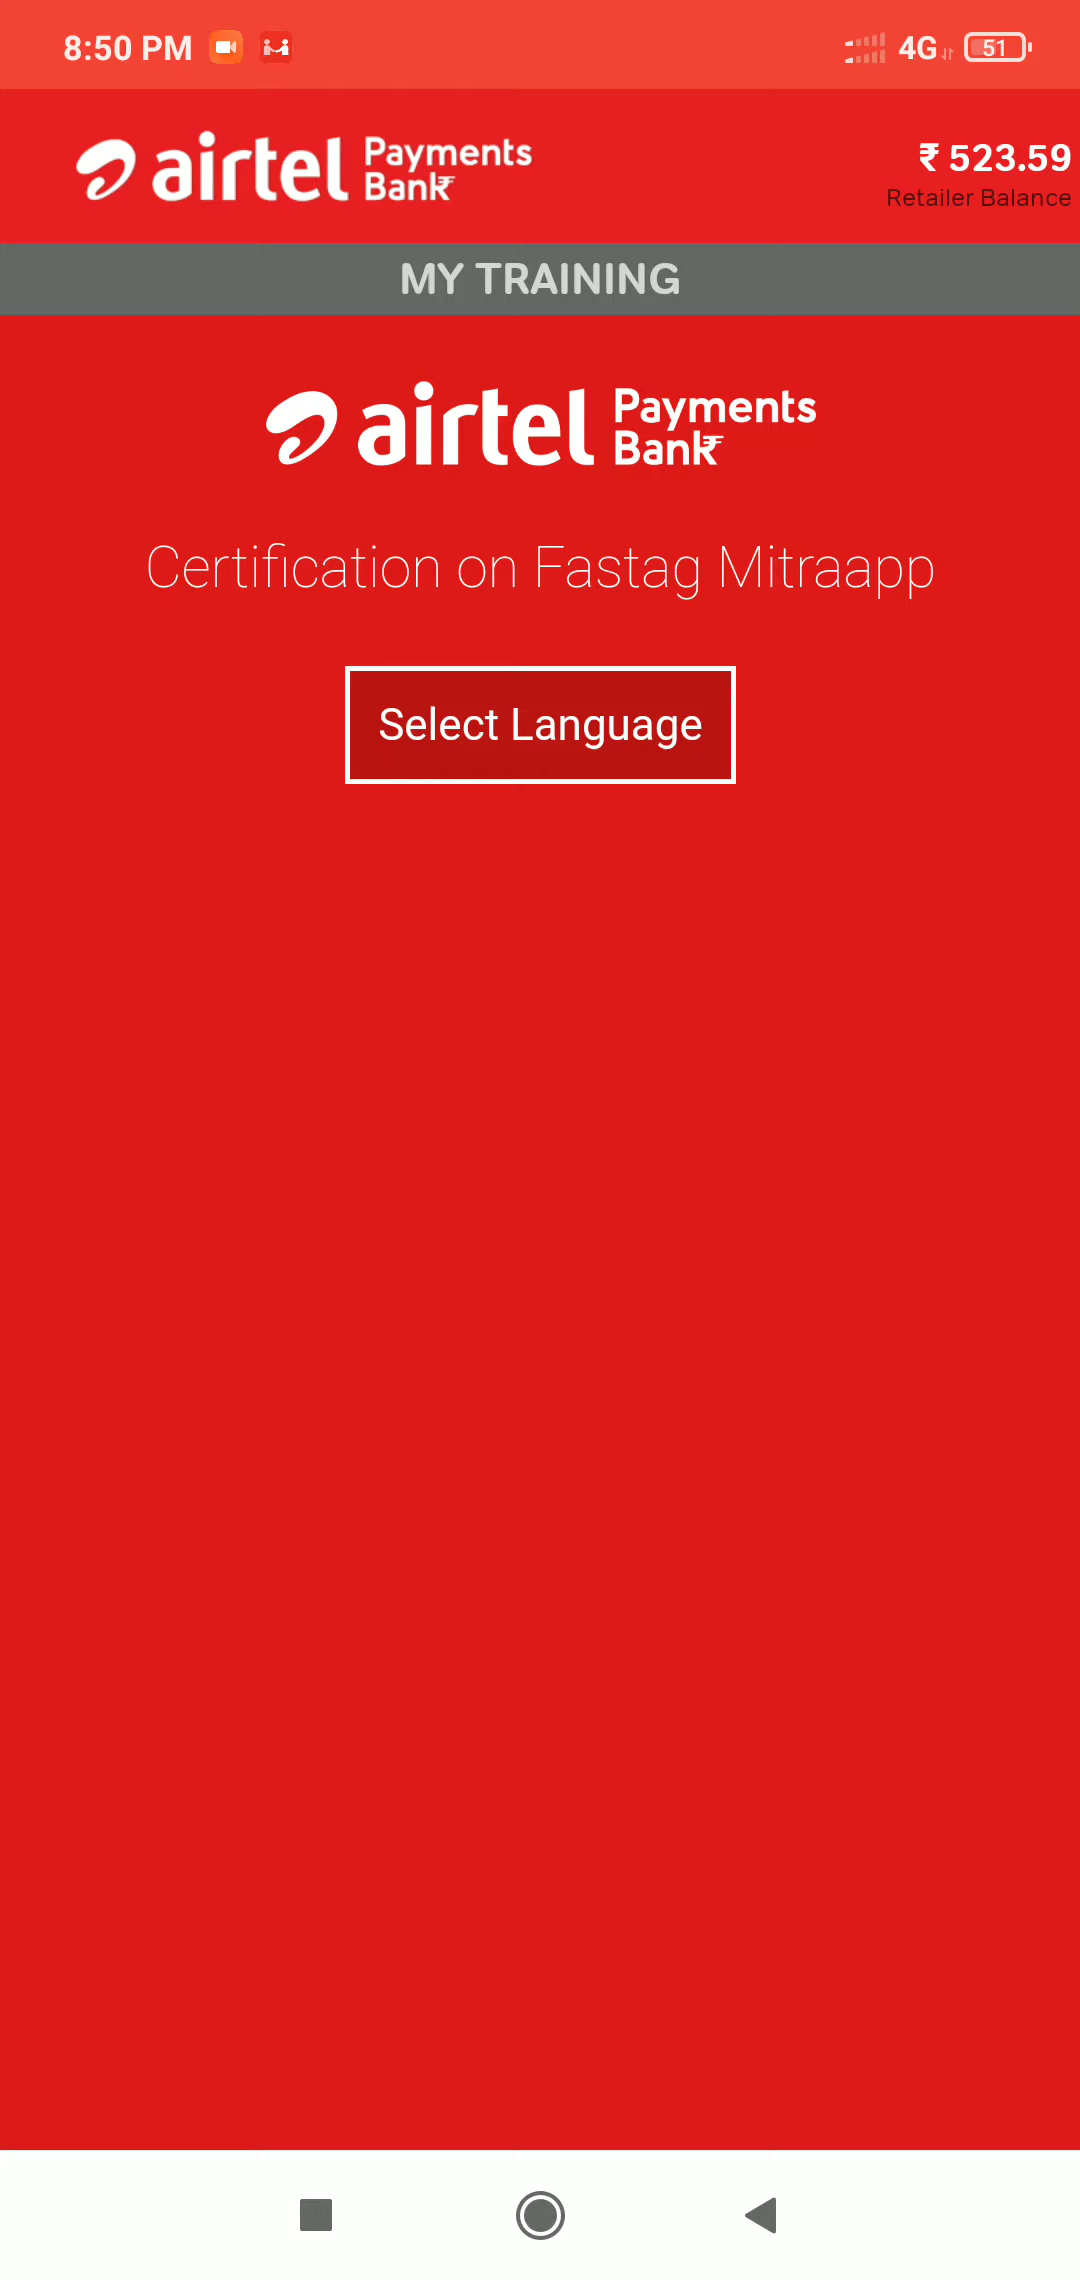 8:50 PM 4G 51
airtel Payments Bank
₹ 523.59
Retailer Balance
MY TRAINING
airtel Payments Bank
Certification on Fastag Mitraapp
Select Language